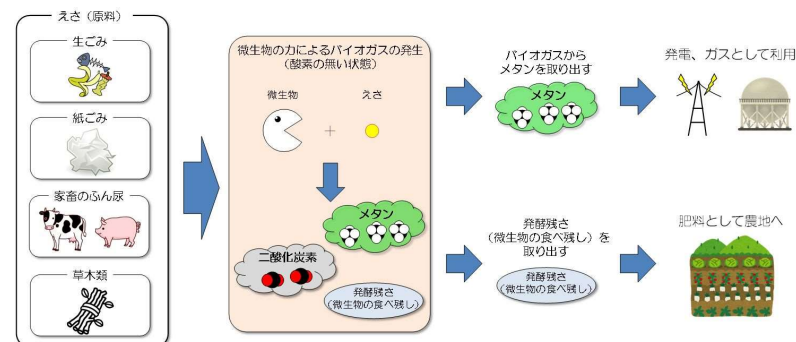 えさ（原料）
生ごみ
紙ごみ
家畜のふん尿
草木類
微生物の力によるバイオガスの発生
（酸素の無い状態）
微生物
えさ
+
メタン
二酸化炭素
発酵残さ
（微生物の食べ残し）
バイオガスから
メタンを取り出す
メタン
発電、ガスとして利用
発酵残さ
（微生物の食べ残し）を
取り出す
発酵残さ
（微生物の食べ残し）
肥料として農地へ